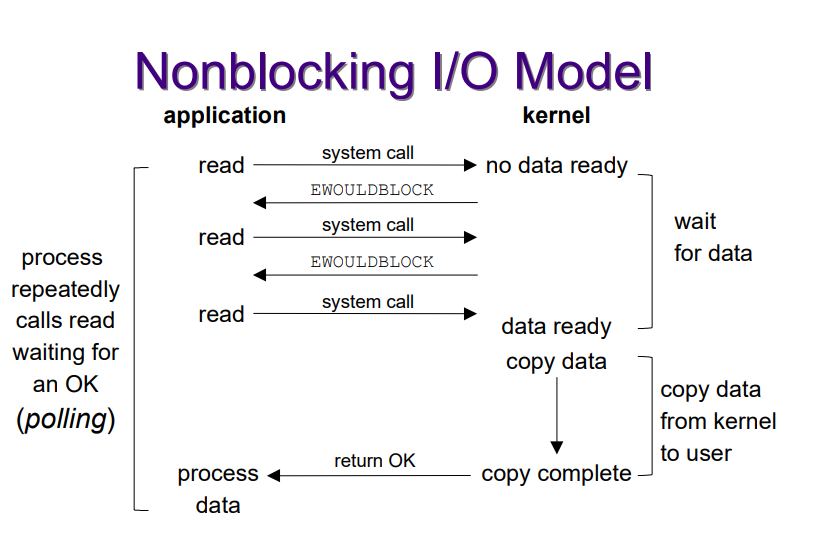 Nonblocking I/O Model
application
kernel
read
system call
no data ready
EWOULDBLOCK
read
system call
EWOULDBLOCK
read
system call
data ready
copy data
return OK
copy complete
process
data
process
repeatedly
calls read
waiting for
an OK
(polling)
wait
for data
copy data
from kernel
to user